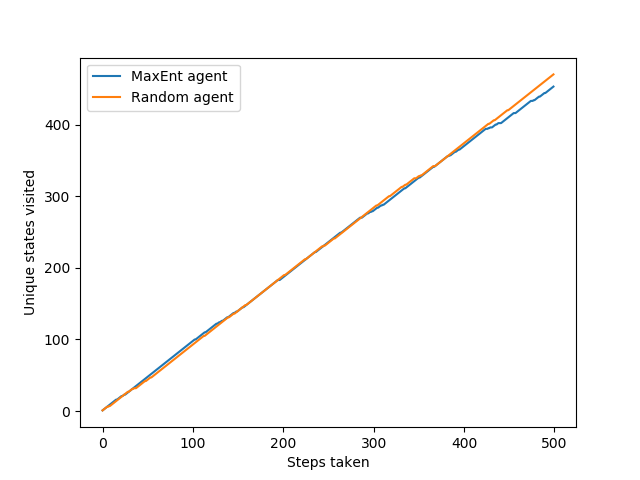 MaxEnt agent
Random agent
Unique states visited
400
300
200
100
0
0 100 200 300 400 500
Steps taken